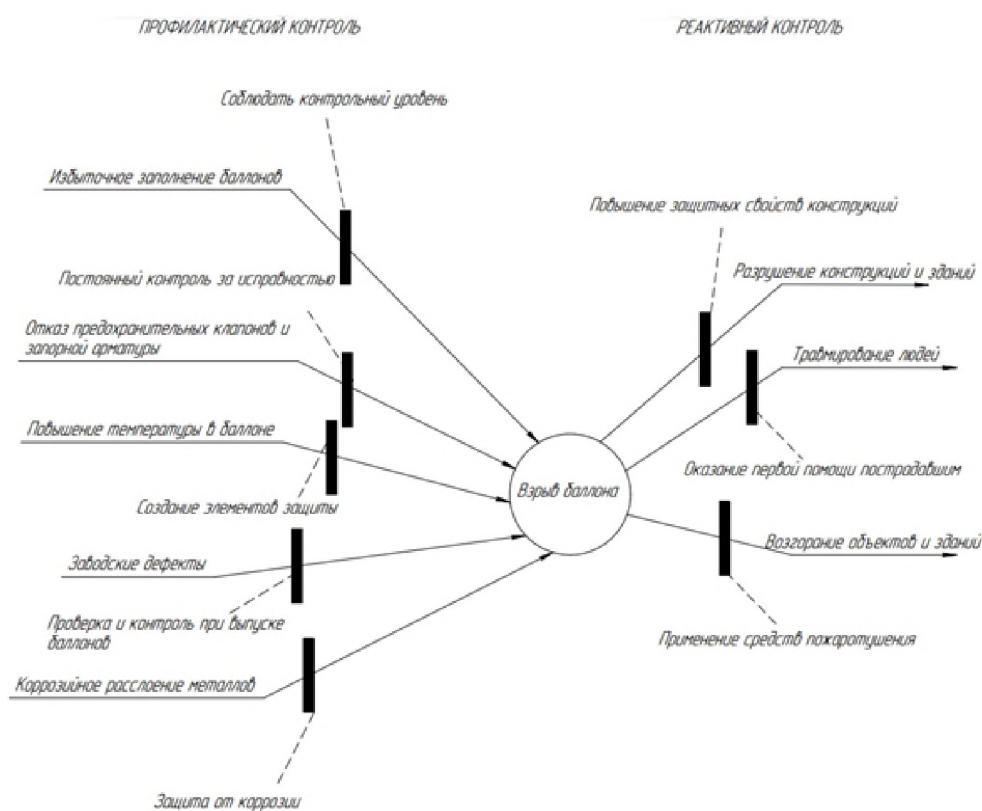 ПРОФИЛАКТИЧЕСКИЙ КОНТРОЛЬ
РЕАКТИВНЫЙ КОНТРОЛЬ
Соблюдать контрольный уровень
Избыточное заполнение баллонов
Постоянный контроль за исправностью
Отказ предохранительных клапонов и
запорной арматуры
Повышение температуры в баллоне
Создание элементов защиты
Заводские дефекты
Проверка и контроль при выпуске
баллонов
Коррозийное расслоение металлов
Защита от коррозии
Взрыв баллона
Повышение защитных свойств конструкций
Разрушение конструкций и зданий
Травмирование людей
Оказание первой помощи пострадавшим
Возгорание объектов и зданий
Применение средств пожаротушения